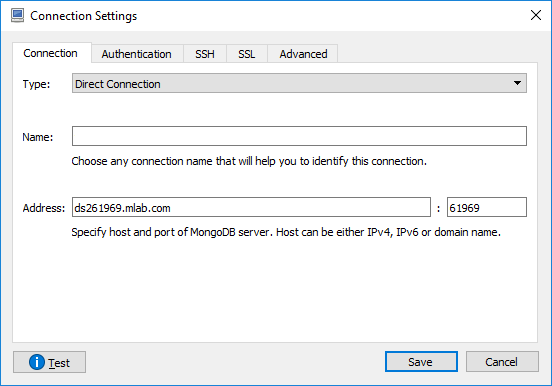 Connection Settings
Connection Authentication SSH SSL Advanced
Type: Direct Connection
Name:
Choose any connection name that will help you to identify this connection.
Address: ds261969.mlab.com : 61969
Specify host and port of MongoDB server. Host can be either IPv4, IPv6 or domain name.
Test Save Cancel